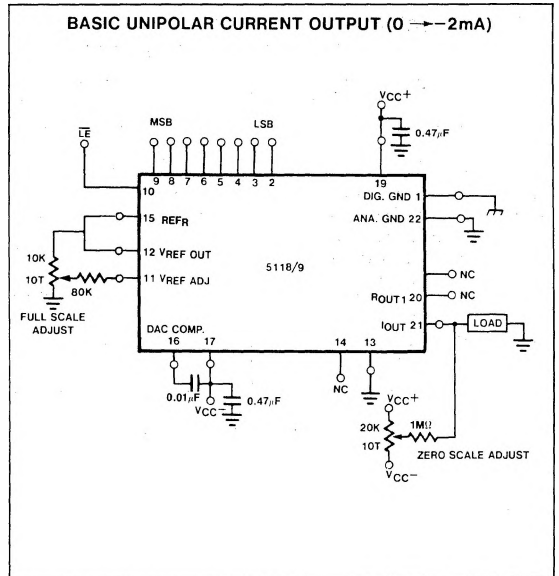 BASIC UNIPOLAR CURRENT OUTPUT (0 → −2mA)
VCC+
0.47μF
LE
MSB
LSB
9 8 7 6 5 4 3 2
19
10
DIG. GND 1
15 REFR
ANA. GND 22
12 VREF OUT
10K
10T
11 VREF ADJ
80K
5118/9
NC
ROUT1 20
NC
FULL SCALE
ADJUST
IOUT 21
LOAD
DAC COMP.
16
17
14
13
0.01μF
VCC−
0.47μF
NC
VCC+
20K
10T
1MΩ
ZERO SCALE ADJUST
VCC−